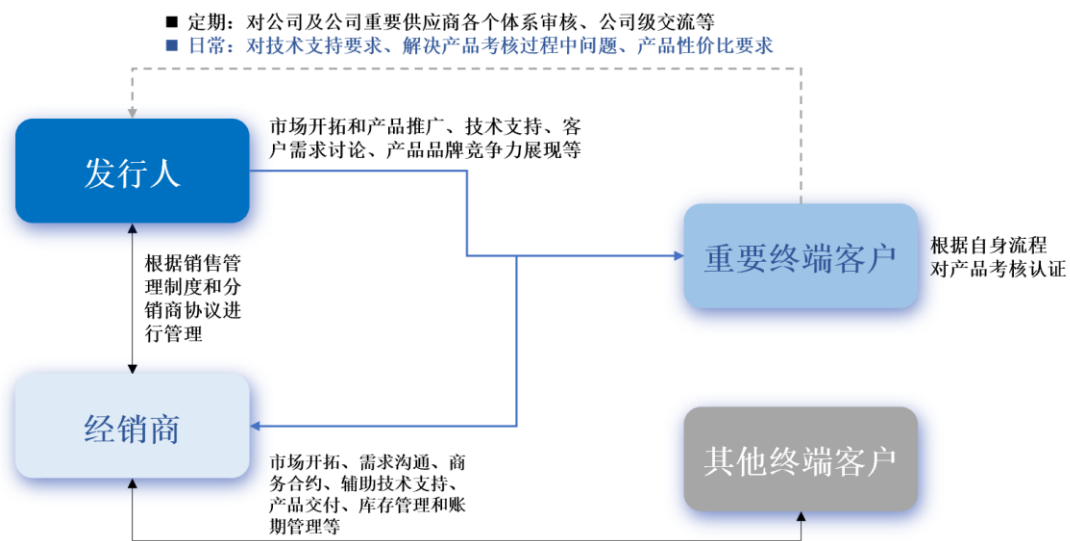 ■ 定期：对公司及公司重要供应商各个体系审核、公司级交流等
■ 日常：对技术支持要求、解决产品考核过程中问题、产品性价比要求
发行人
市场开拓和产品推广、技术支持、客
户需求讨论、产品品牌竞争力展现等
重要终端客户
根据自身流程
对产品考核认证
根据销售管
理制度和分
销商协议进
行管理
经销商
市场开拓、需求沟通、商
务合约、辅助技术支持、
产品交付、库存管理和账
期管理等
其他终端客户